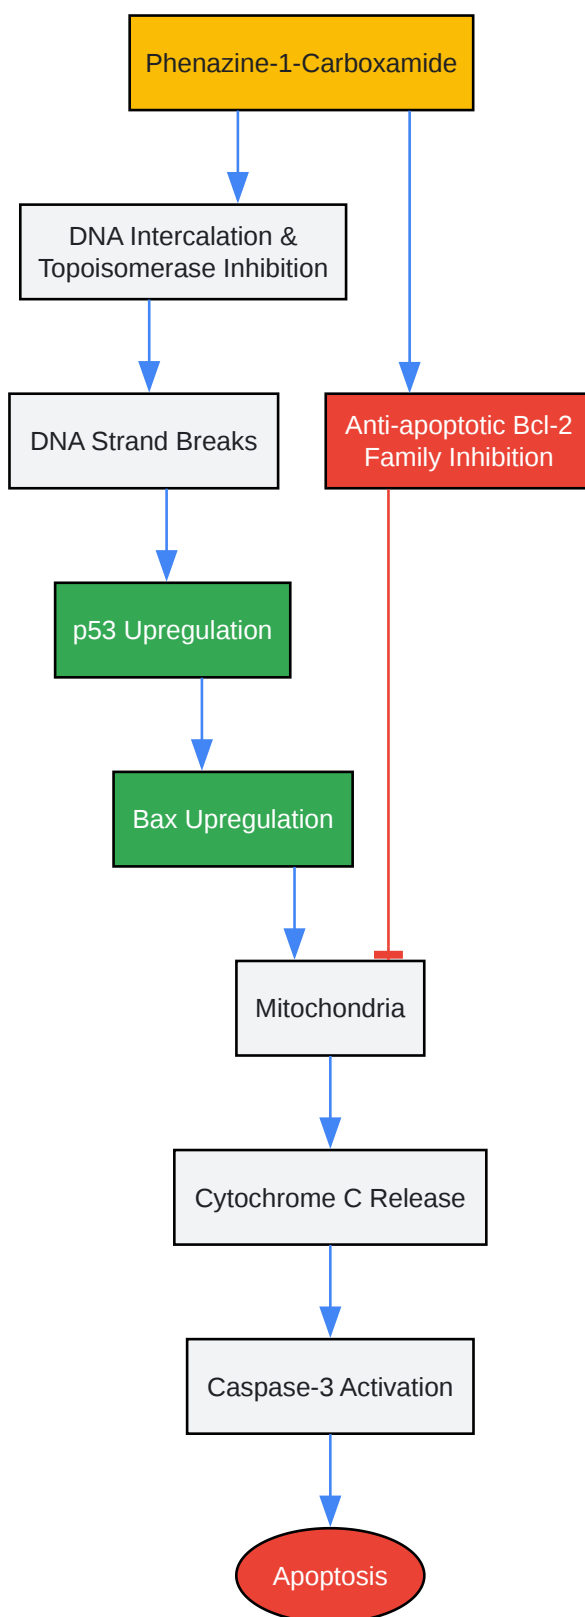 Phenazine-1-Carboxamide
DNA Intercalation &
Topoisomerase Inhibition
DNA Strand Breaks
Anti-apoptotic Bcl-2
Family Inhibition
p53 Upregulation
Bax Upregulation
Mitochondria
Cytochrome C Release
Caspase-3 Activation
Apoptosis